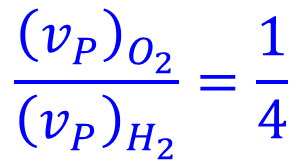 (v_P)_{O_2} / (v_P)_{H_2} = 1/4